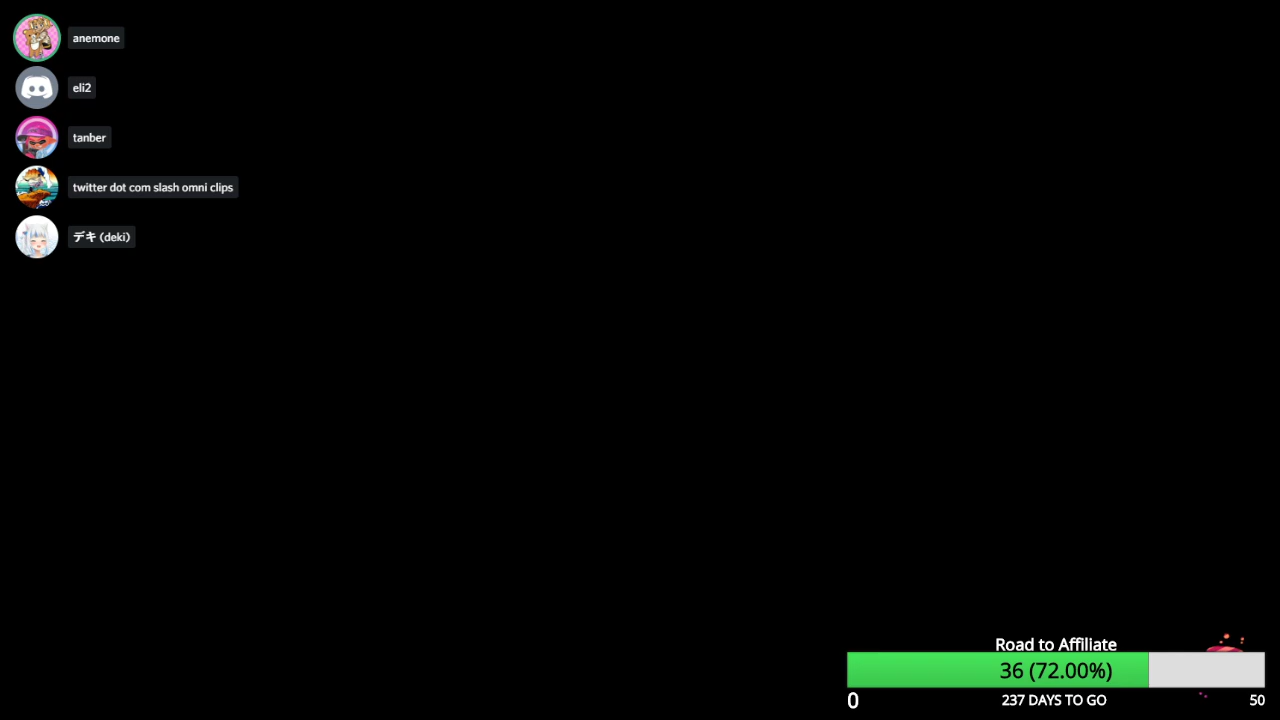 anemone
eli2
tanber
twitter dot com slash omni clips
デキ (deki)
Road to Affiliate
36 (72.00%)
0
237 DAYS TO GO
50